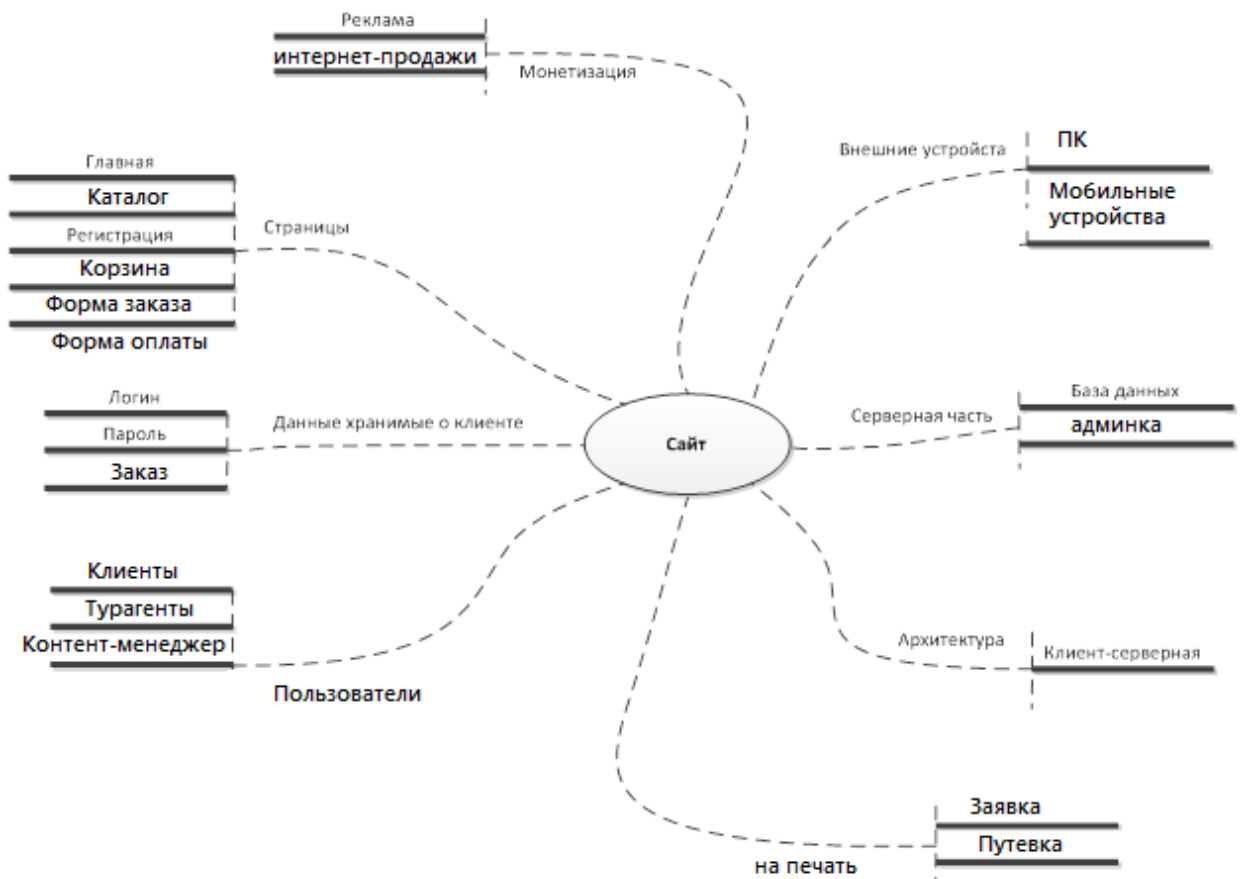 Реклама
интернет-продажи
Монетизация
Внешние устройста
ПК
Мобильные
устройства
Главная
Каталог
Регистрация
Корзина
Форма заказа
Форма оплаты
Страницы
Логин
Пароль
Заказ
Данные хранимые о клиенте
Сайт
Серверная часть
База данных
админка
Клиенты
Турагенты
Контент-менеджер
Пользователи
Архитектура
Клиент-серверная
Заявка
Путевка
на печать